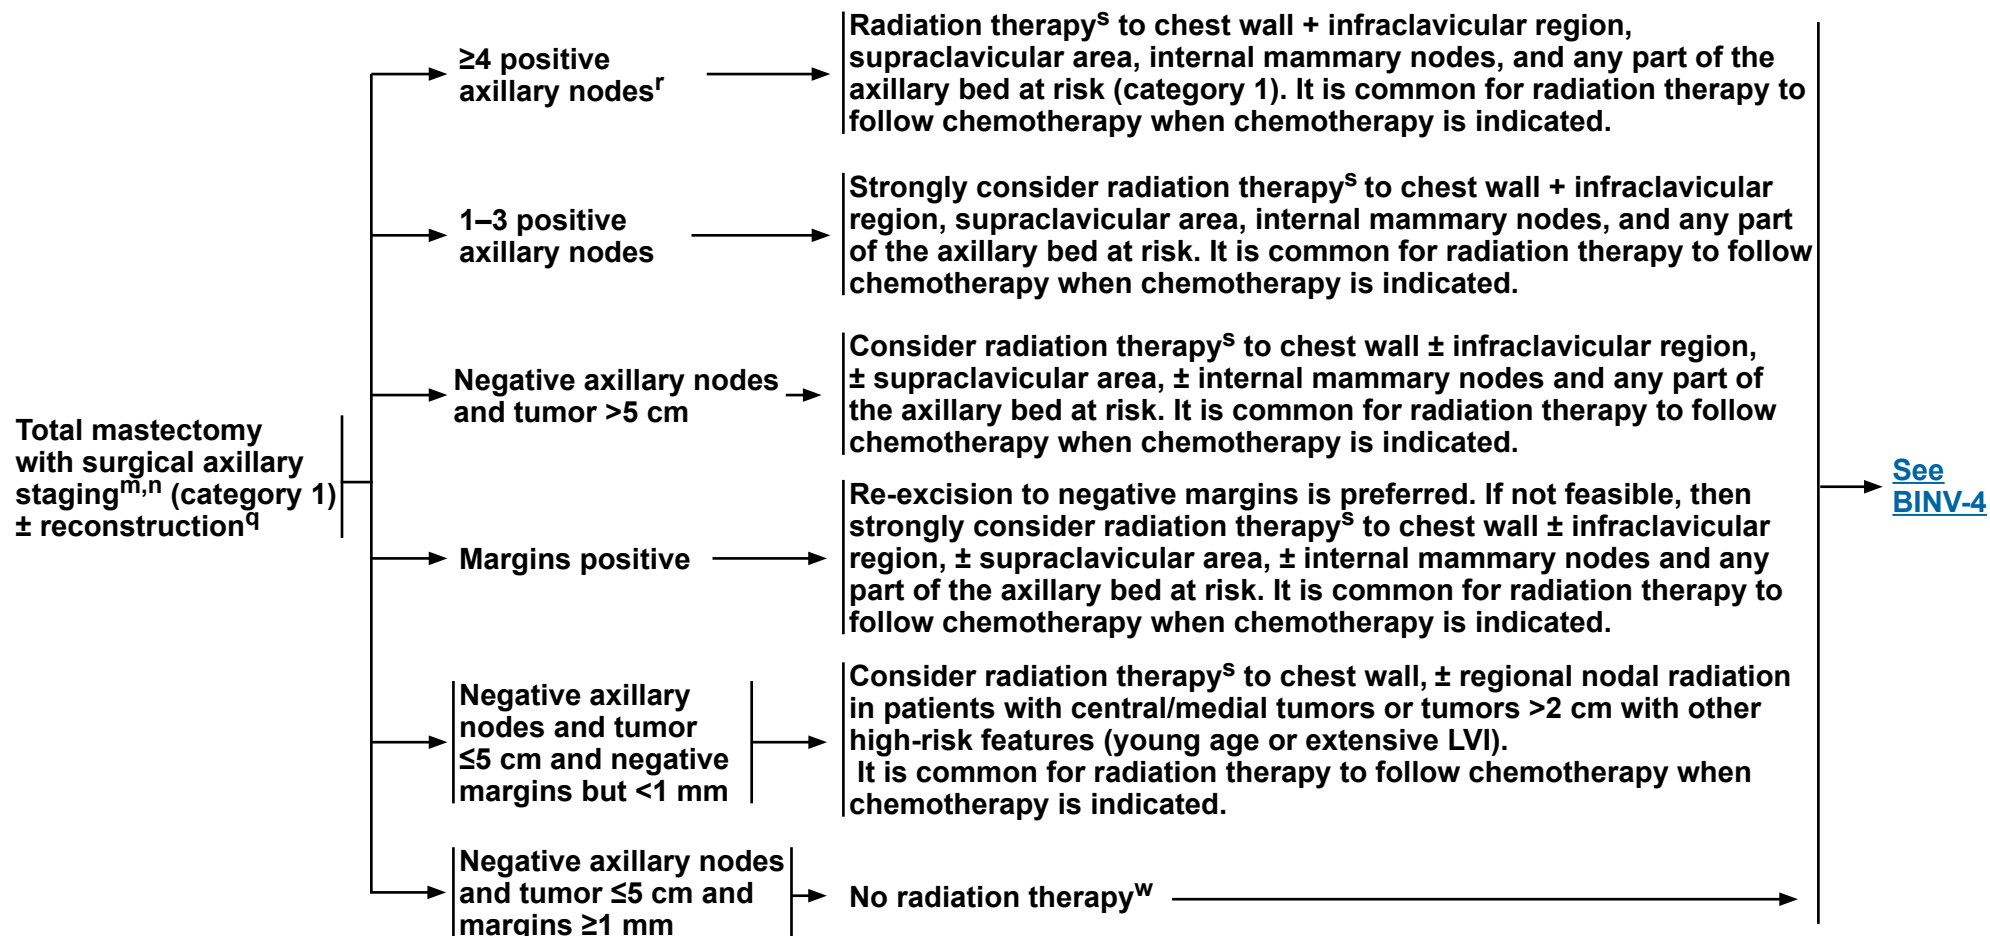 Total mastectomy
with surgical axillary
staging^m,n (category 1)
± reconstruction^q
≥4 positive
axillary nodes^r
Radiation therapy^s to chest wall + infraclavicular region,
supraclavicular area, internal mammary nodes, and any part of the
axillary bed at risk (category 1). It is common for radiation therapy to
follow chemotherapy when chemotherapy is indicated.
1–3 positive
axillary nodes
Strongly consider radiation therapy^s to chest wall + infraclavicular
region, supraclavicular area, internal mammary nodes, and any part
of the axillary bed at risk. It is common for radiation therapy to follow
chemotherapy when chemotherapy is indicated.
Negative axillary nodes
and tumor >5 cm
Consider radiation therapy^s to chest wall ± infraclavicular region,
± supraclavicular area, ± internal mammary nodes and any part of
the axillary bed at risk. It is common for radiation therapy to follow
chemotherapy when chemotherapy is indicated.
Margins positive
Re-excision to negative margins is preferred. If not feasible, then
strongly consider radiation therapy^s to chest wall ± infraclavicular
region, ± supraclavicular area, ± internal mammary nodes and any
part of the axillary bed at risk. It is common for radiation therapy to
follow chemotherapy when chemotherapy is indicated.
Negative axillary
nodes and tumor
≤5 cm and negative
margins but <1 mm
Consider radiation therapy^s to chest wall, ± regional nodal radiation
in patients with central/medial tumors or tumors >2 cm with other
high-risk features (young age or extensive LVI).
It is common for radiation therapy to follow chemotherapy when
chemotherapy is indicated.
Negative axillary nodes
and tumor ≤5 cm and
margins ≥1 mm
No radiation therapy^w
See
BINV-4